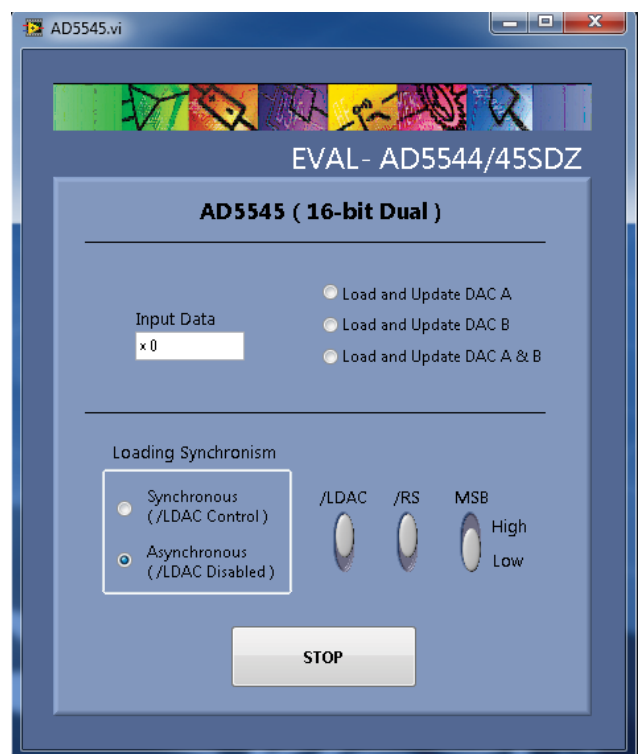 AD5545.vi
EVAL- AD5544/45SDZ
AD5545 ( 16-bit Dual )
Input Data
x 0
Load and Update DAC A
Load and Update DAC B
Load and Update DAC A & B
Loading Synchronism
Synchronous
( /LDAC Control )
Asynchronous
( /LDAC Disabled )
/LDAC /RS MSB
High
Low
STOP